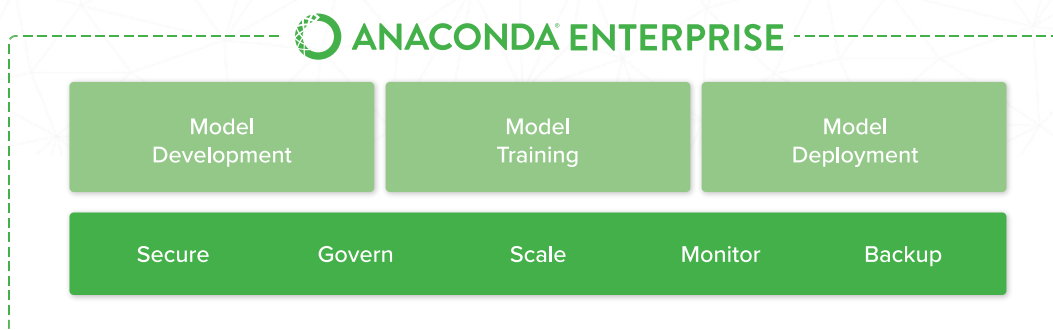 ANACONDA ENTERPRISE
Model
Development
Model
Training
Model
Deployment
Secure Govern Scale Monitor Backup